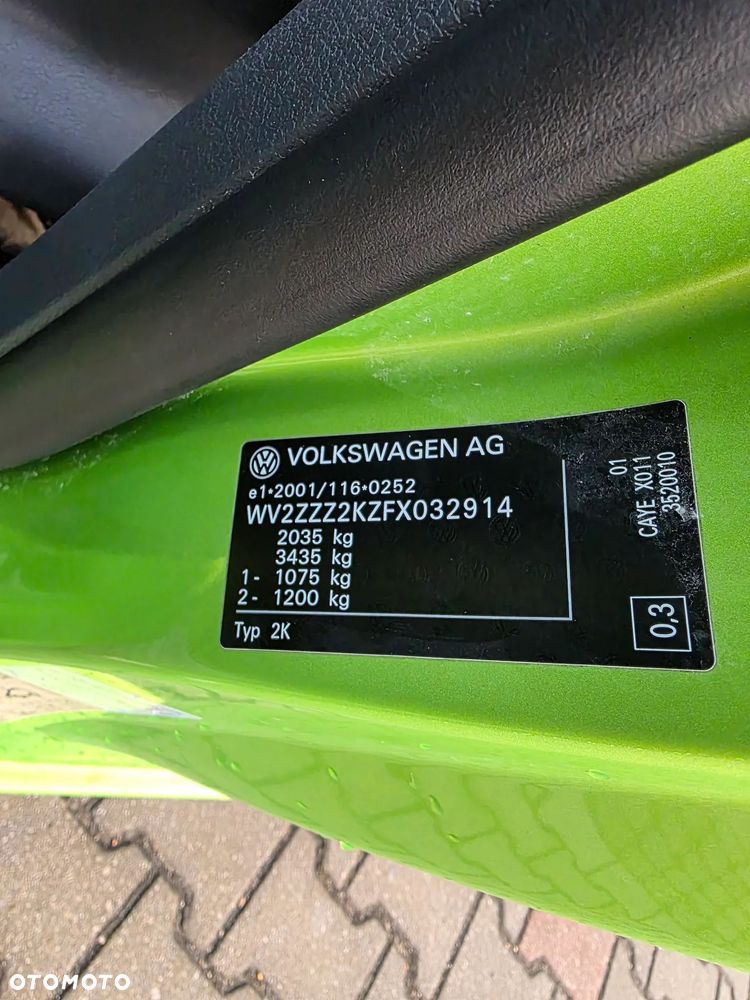 VOLKSWAGEN AG
e1*2001/116*0252
WV2ZZZ2KZFX032914
2035 kg
3435 kg
1- 1075 kg
2- 1200 kg
Typ 2K
01
CAYE X011
3520010
0,3
OTOMOTO